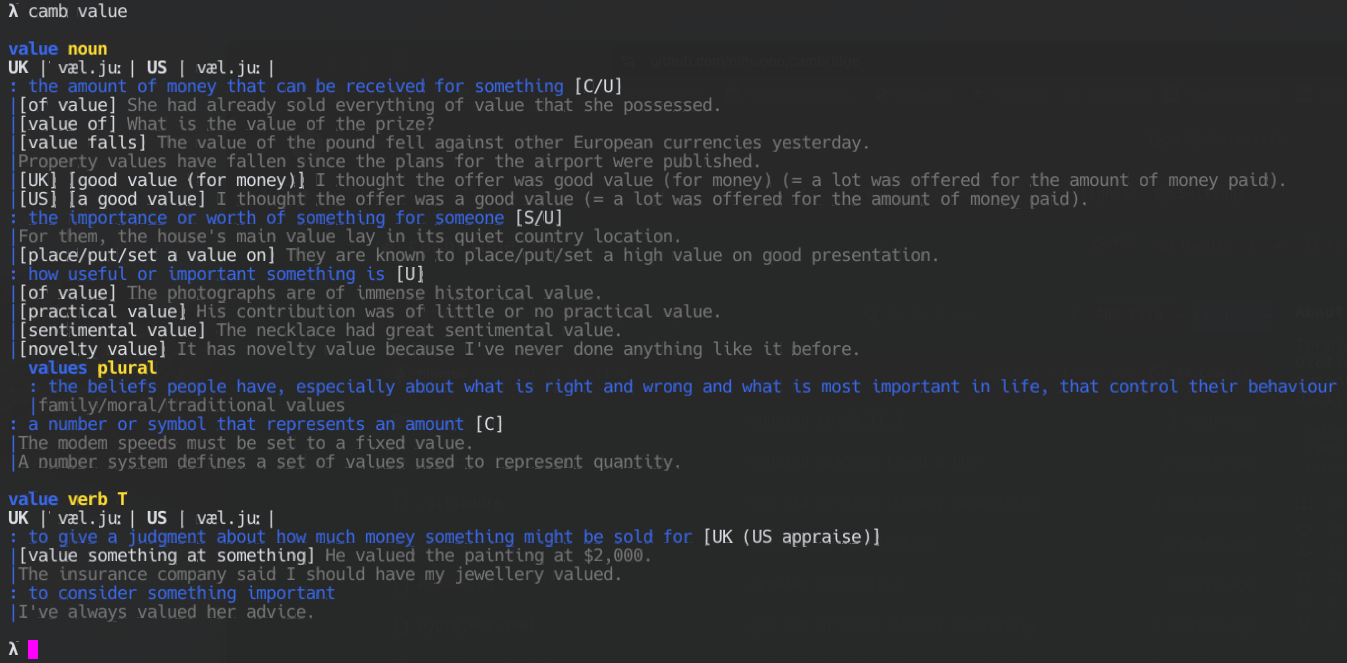 λ camb value
value noun
UK |ˈvæl.juː| US |ˈvæl.juː|
: the amount of money that can be received for something [C/U]
|[of value] She had already sold everything of value that she possessed.
|[value of] What is the value of the prize?
|[value falls] The value of the pound fell against other European currencies yesterday.
|Property values have fallen since the plans for the airport were published.
|[UK] [good value (for money)] I thought the offer was good value (for money) (= a lot was offered for the amount of money paid).
|[US] [a good value] I thought the offer was a good value (= a lot was offered for the amount of money paid).
: the importance or worth of something for someone [S/U]
|For them, the house's main value lay in its quiet country location.
|[place/put/set a value on] They are known to place/put/set a high value on good presentation.
: how useful or important something is [U]
|[of value] The photographs are of immense historical value.
|[practical value] His contribution was of little or no practical value.
|[sentimental value] The necklace had great sentimental value.
|[novelty value] It has novelty value because I've never done anything like it before.
values plural
: the beliefs people have, especially about what is right and wrong and what is most important in life, that control their behaviour
|family/moral/traditional values
: a number or symbol that represents an amount [C]
|The modem speeds must be set to a fixed value.
|A number system defines a set of values used to represent quantity.
value verb T
UK |ˈvæl.juː| US |ˈvæl.juː|
: to give a judgment about how much money something might be sold for [UK (US appraise)]
|[value something at something] He valued the painting at $2,000.
|The insurance company said I should have my jewellery valued.
: to consider something important
|I've always valued her advice.
λ